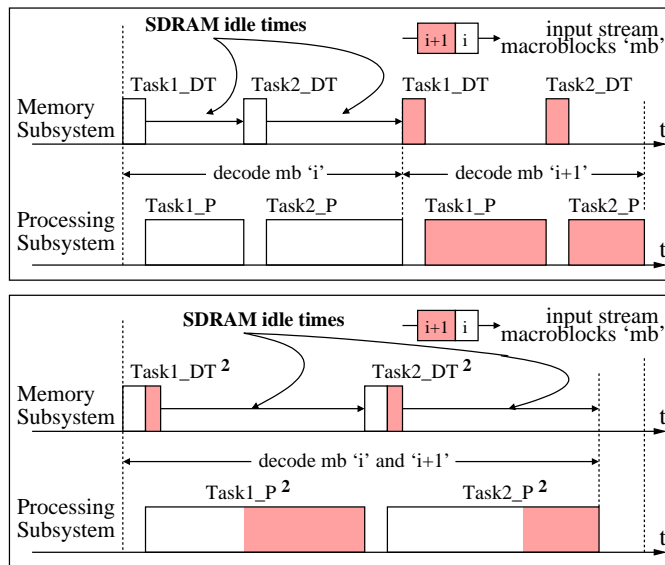 SDRAM idle times
i+1 i
input stream
macroblocks ‘mb’
Task1_DT Task2_DT Task1_DT Task2_DT
Memory
Subsystem
t
decode mb ‘i’ decode mb ‘i+1’
Processing
Subsystem
Task1_P Task2_P Task1_P Task2_P
t
SDRAM idle times
i+1 i
input stream
macroblocks ‘mb’
Task1_DT 2 Task2_DT 2
Memory
Subsystem
t
decode mb ‘i’ and ‘i+1’
Processing
Subsystem
Task1_P 2 Task2_P 2
t